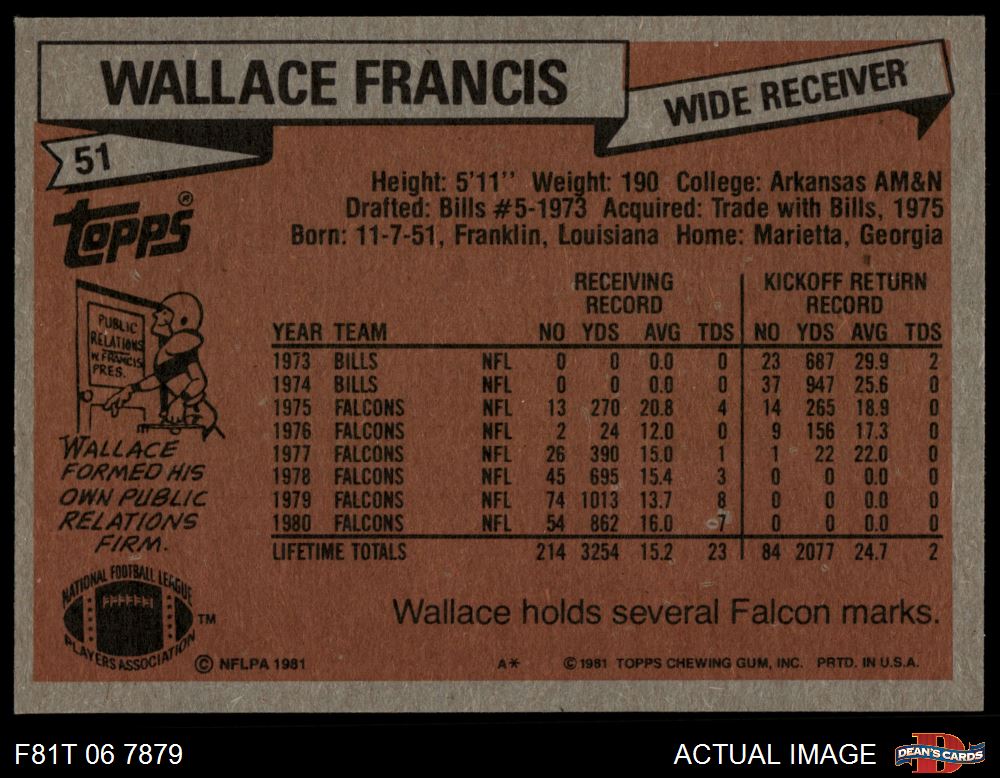 WALLACE FRANCIS
WIDE RECEIVER
51
TOPPS®
Height: 5'11'' Weight: 190 College: Arkansas AM&N
Drafted: Bills #5-1973 Acquired: Trade with Bills, 1975
Born: 11-7-51, Franklin, Louisiana Home: Marietta, Georgia
RECEIVING RECORD KICKOFF RETURN RECORD
YEAR TEAM NO YDS AVG TDS NO YDS AVG TDS
1973 BILLS NFL 0 0 0.0 0 23 687 29.9 2
1974 BILLS NFL 0 0 0.0 0 37 947 25.6 0
1975 FALCONS NFL 13 270 20.8 4 14 265 18.9 0
1976 FALCONS NFL 2 24 12.0 0 9 156 17.3 0
1977 FALCONS NFL 26 390 15.0 1 1 22 22.0 0
1978 FALCONS NFL 45 695 15.4 3 0 0 0.0 0
1979 FALCONS NFL 74 1013 13.7 8 0 0 0.0 0
1980 FALCONS NFL 54 862 16.0 7 0 0 0.0 0
LIFETIME TOTALS 214 3254 15.2 23 84 2077 24.7 2
PUBLIC
RELATIONS
W. FRANCIS
PRES.
WALLACE
FORMED HIS
OWN PUBLIC
RELATIONS
FIRM.
Wallace holds several Falcon marks.
NATIONAL FOOTBALL LEAGUE
PLAYERS ASSOCIATION
TM
© NFLPA 1981 A* © 1981 TOPPS CHEWING GUM, INC. PRTD. IN U.S.A.
F81T 06 7879
ACTUAL IMAGE
D
DEAN'S CARDS